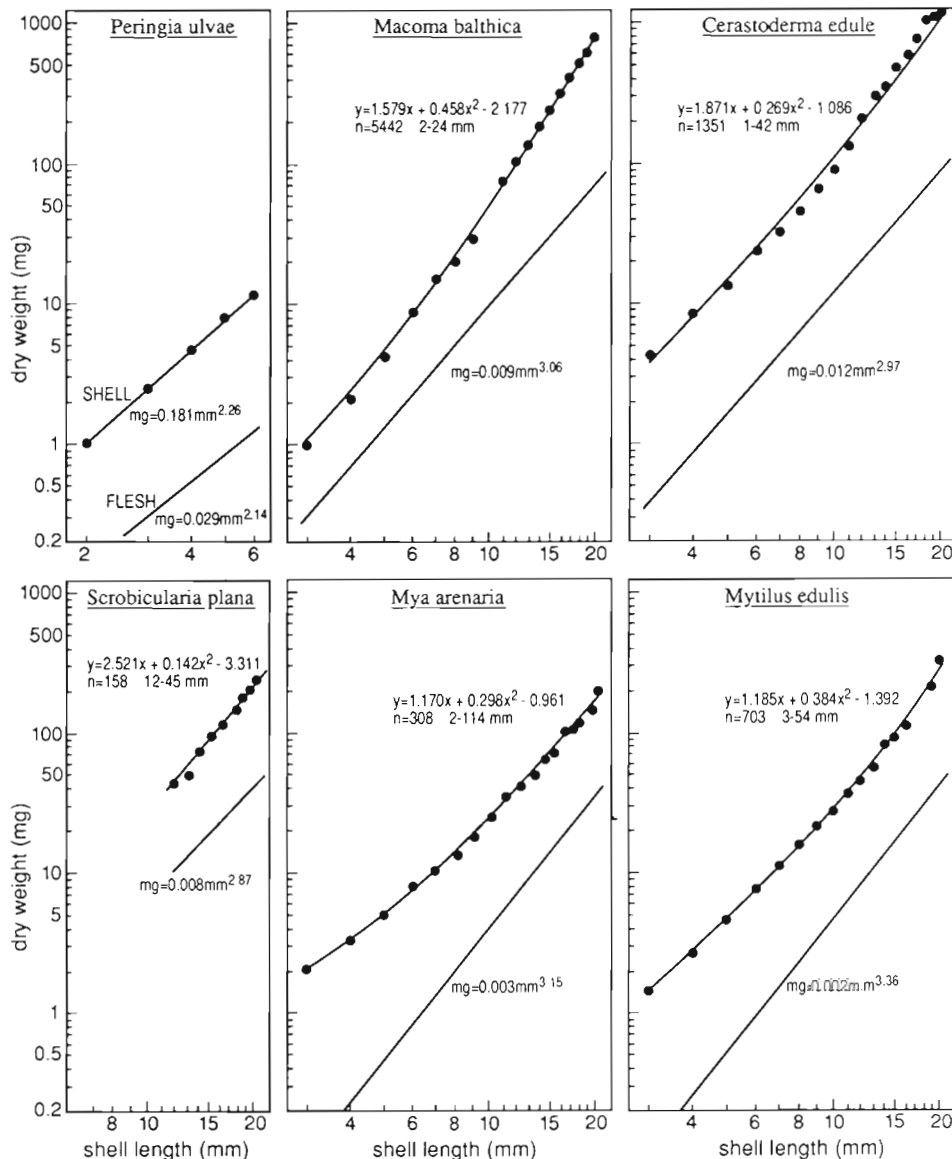 Peringia ulvae
1000
500
100
50
10
5
1
0.5
0.2
dry weight (mg)
SHELL
mg=0.181mm2.26
FLESH
mg=0.029mm2.14
2 4 6
Macoma balthica
y=1.579x + 0.458x2 - 2 177
n=5442 2-24 mm
mg=0.009mm3.06
4 6 8 10 15 20
Cerastoderma edule
y=1.871x + 0 269x2 - 1 086
n=1351 1-42 mm
mg=0.012mm2.97
4 6 8 10 15 20
Scrobicularia plana
1000
500
100
50
10
5
1
0.5
0.2
dry weight (mg)
y=2.521x + 0.142x2 - 3.311
n=158 12-45 mm
mg=0.008mm2 87
8 10 15 20
shell length (mm)
Mya arenaria
y=1.170x + 0.298x2 - 0.961
n=308 2-114 mm
mg=0.003mm3 15
4 6 8 10 15 20
shell length (mm)
Mytilus edulis
y=1.185x + 0 384x2 - 1.392
n=703 3-54 mm
mg= m3.36
4 6 8 10 15 20
shell length (mm)